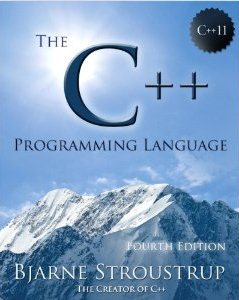 THE
C++11
C++
PROGRAMMING LANGUAGE
FOURTH EDITION
BJARNE STROUSTRUP
THE CREATOR OF C++